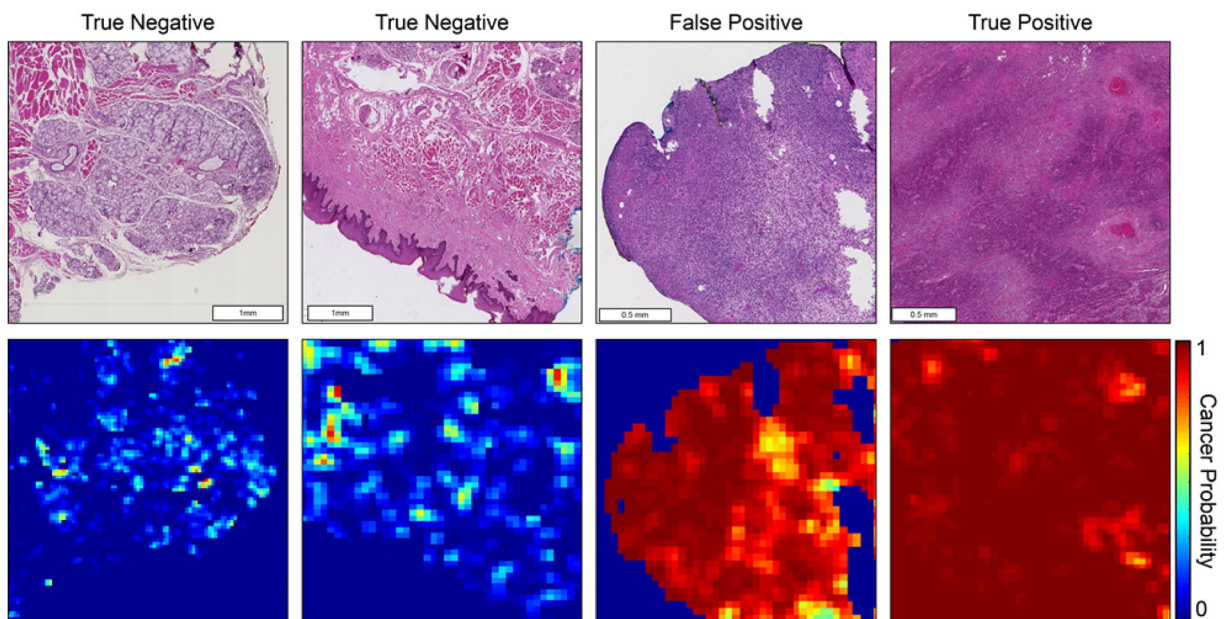 True Negative
True Negative
False Positive
True Positive
1mm
1mm
0.5 mm
0.5 mm
1
Cancer Probability
0